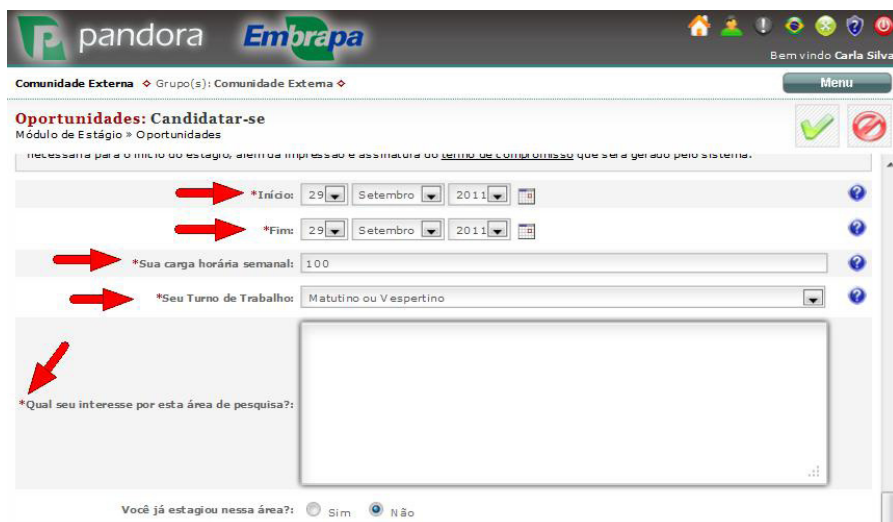 pandora Embrapa
Bem vindo Carla Silva
Comunidade Externa Grupo(s): Comunidade Externa
Menu
Oportunidades: Candidatar-se
Módulo de Estágio » Oportunidades
necessária para o início do estágio, além da impressão e assinatura do termo de compromisso que será gerado pelo sistema.
*Início: 29 Setembro 2011
*Fim: 29 Setembro 2011
*Sua carga horária semanal: 100
*Seu Turno de Trabalho: Matutino ou Vespertino
*Qual seu interesse por esta área de pesquisa?:
Você já estagiou nessa área?: Sim Não